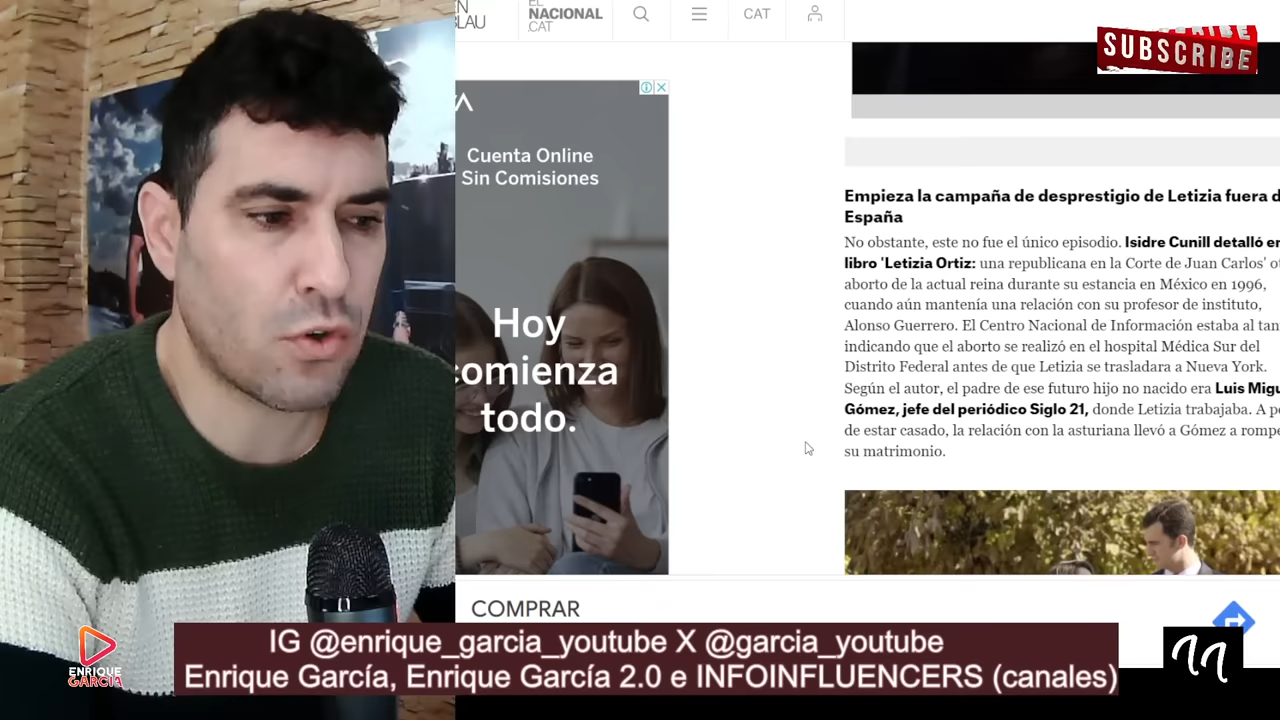 EN
BLAU
EL
NACIONAL
.CAT
CAT
SUBSCRIBE
Cuenta Online
Sin Comisiones
Hoy
comienza
todo.
Empieza la campaña de desprestigio de Letizia fuera d
España
No obstante, este no fue el único episodio. Isidre Cunill detalló en
libro 'Letizia Ortiz: una republicana en la Corte de Juan Carlos' ot
aborto de la actual reina durante su estancia en México en 1996,
cuando aún mantenía una relación con su profesor de instituto,
Alonso Guerrero. El Centro Nacional de Información estaba al tan
indicando que el aborto se realizó en el hospital Médica Sur del
Distrito Federal antes de que Letizia se trasladara a Nueva York.
Según el autor, el padre de ese futuro hijo no nacido era Luis Migu
Gómez, jefe del periódico Siglo 21, donde Letizia trabajaba. A pe
de estar casado, la relación con la asturiana llevó a Gómez a rompe
su matrimonio.
COMPRAR
IG @enrique_garcia_youtube X @garcia_youtube
Enrique García, Enrique García 2.0 e INFOINFLUENCERS (canales)
ENRIQUE
GARCÍA